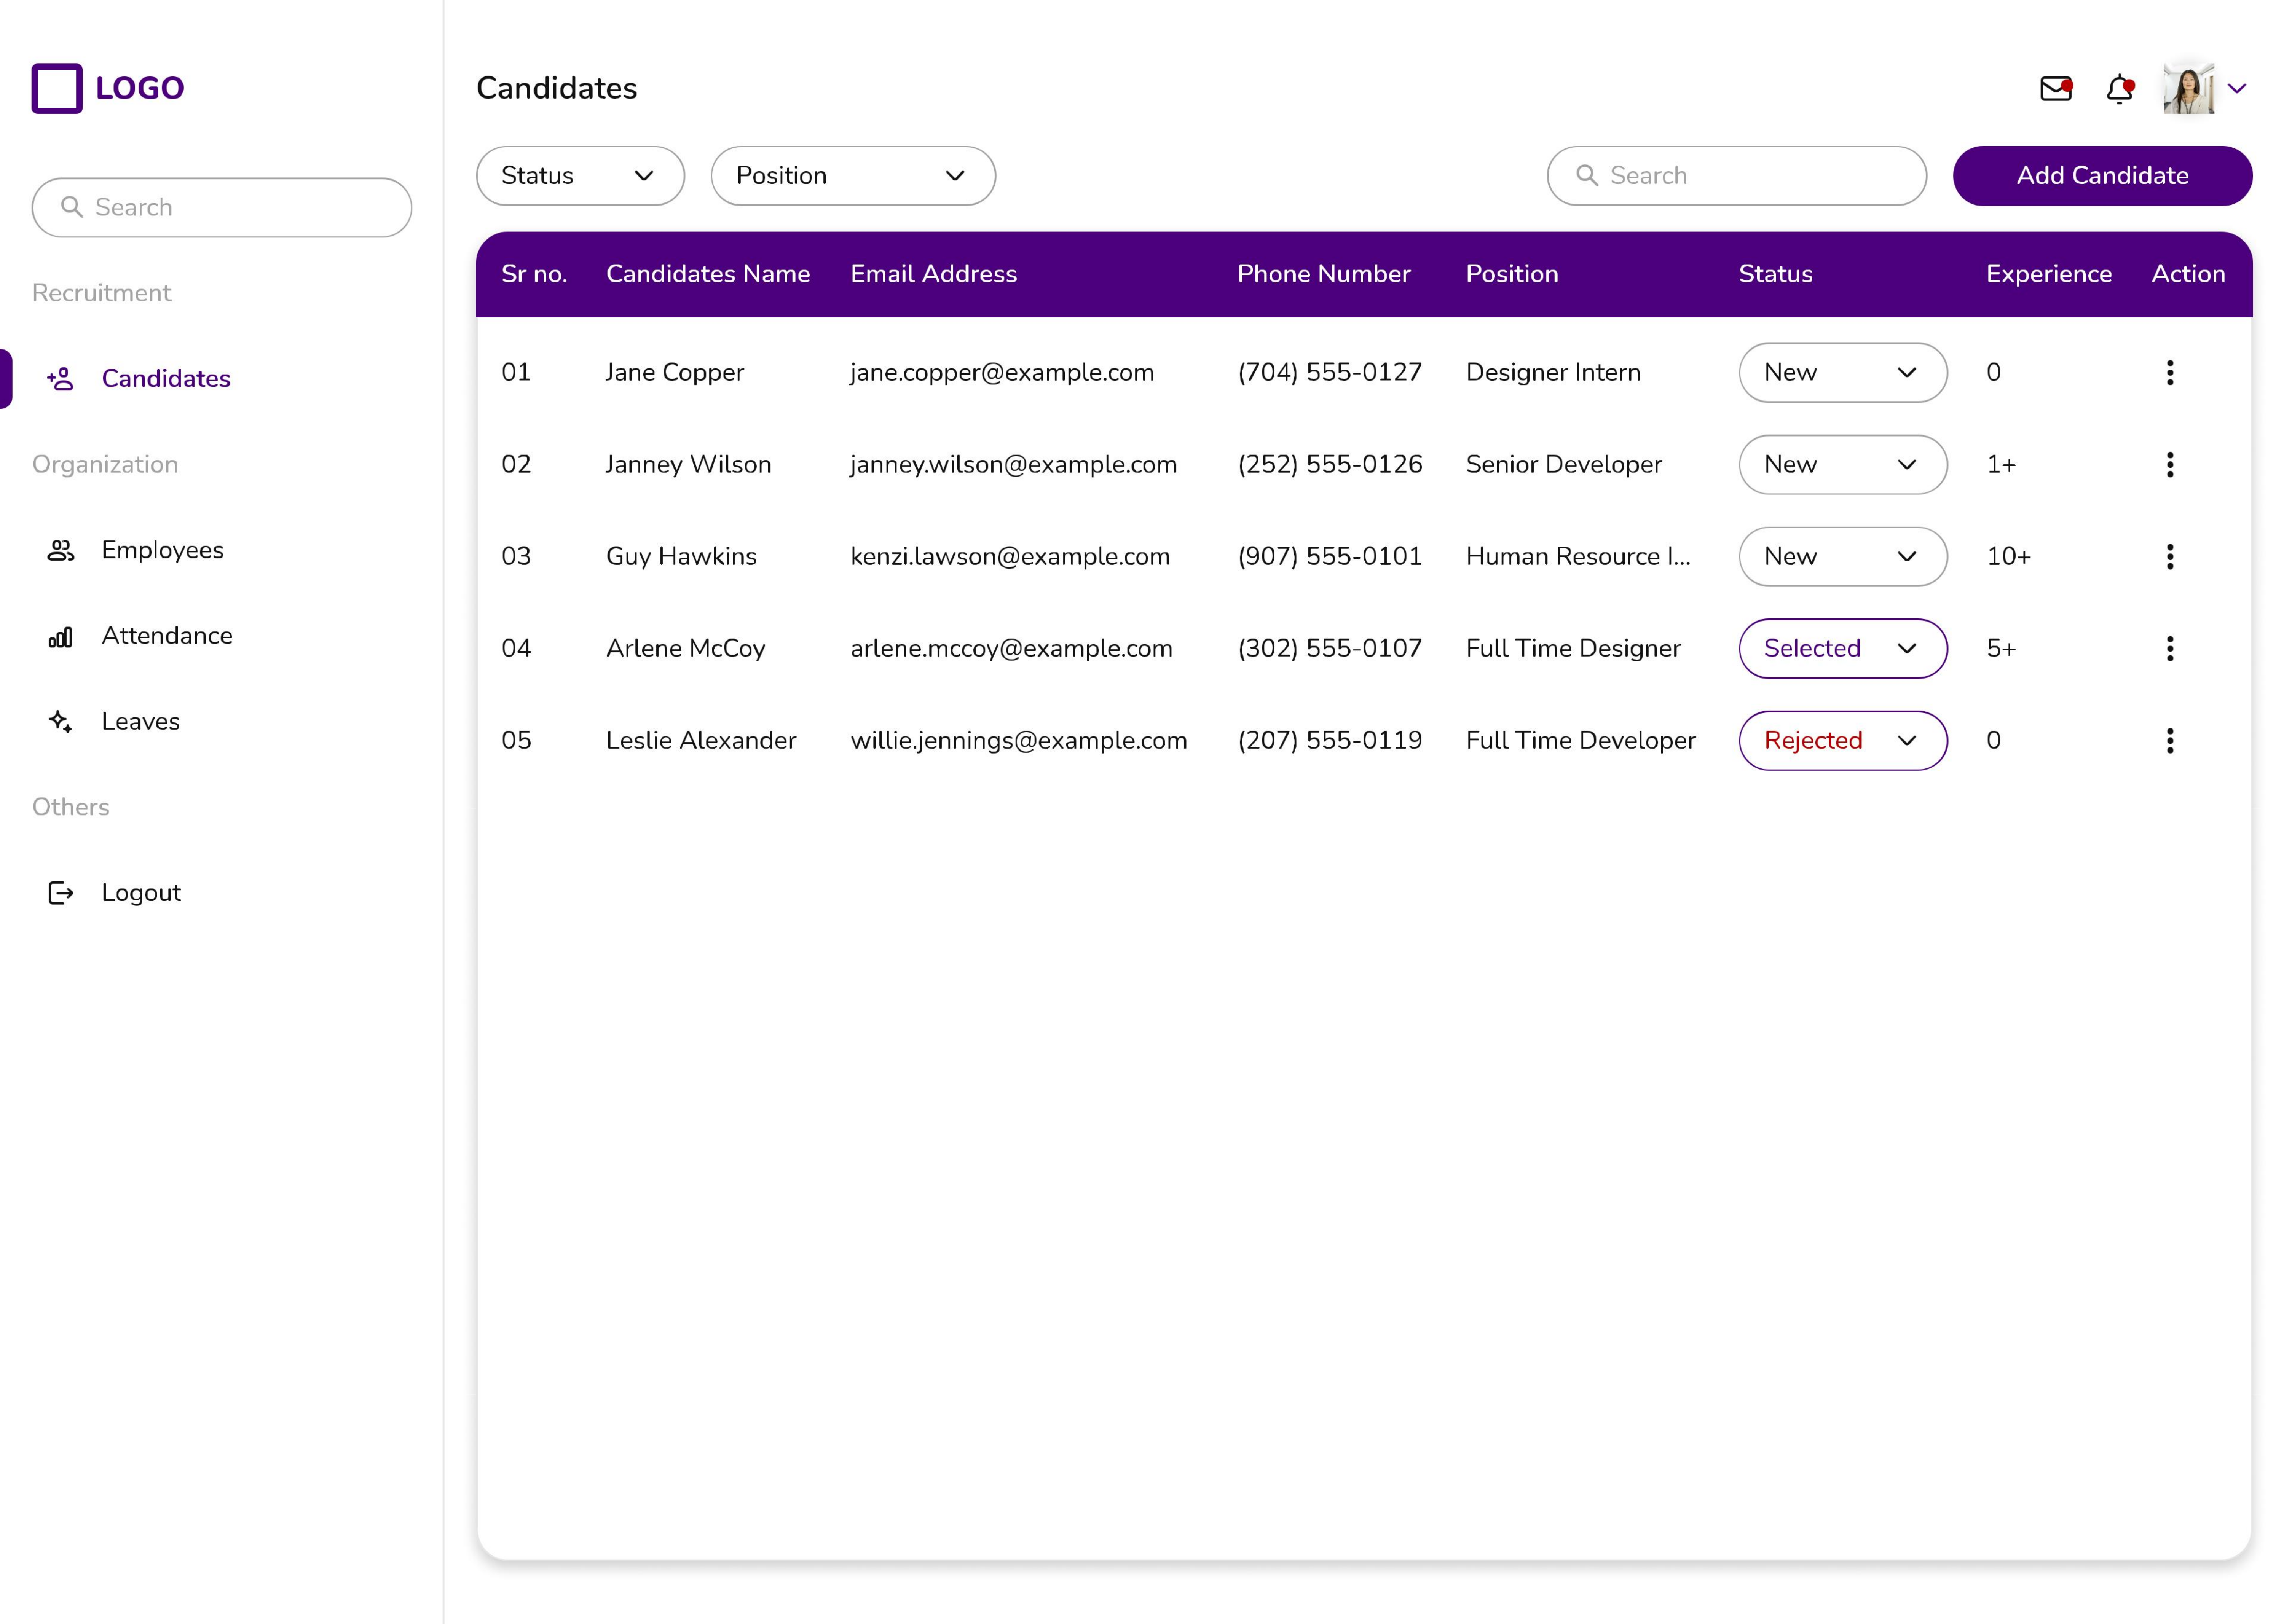 LOGO
Search
Recruitment
Candidates
Organization
Employees
Attendance
Leaves
Others
Logout
Candidates
Status Position Search Add Candidate
Sr no. Candidates Name Email Address Phone Number Position Status Experience Action
01 Jane Copper jane.copper@example.com (704) 555-0127 Designer Intern New 0
02 Janney Wilson janney.wilson@example.com (252) 555-0126 Senior Developer New 1+
03 Guy Hawkins kenzi.lawson@example.com (907) 555-0101 Human Resource I... New 10+
04 Arlene McCoy arlene.mccoy@example.com (302) 555-0107 Full Time Designer Selected 5+
05 Leslie Alexander willie.jennings@example.com (207) 555-0119 Full Time Developer Rejected 0